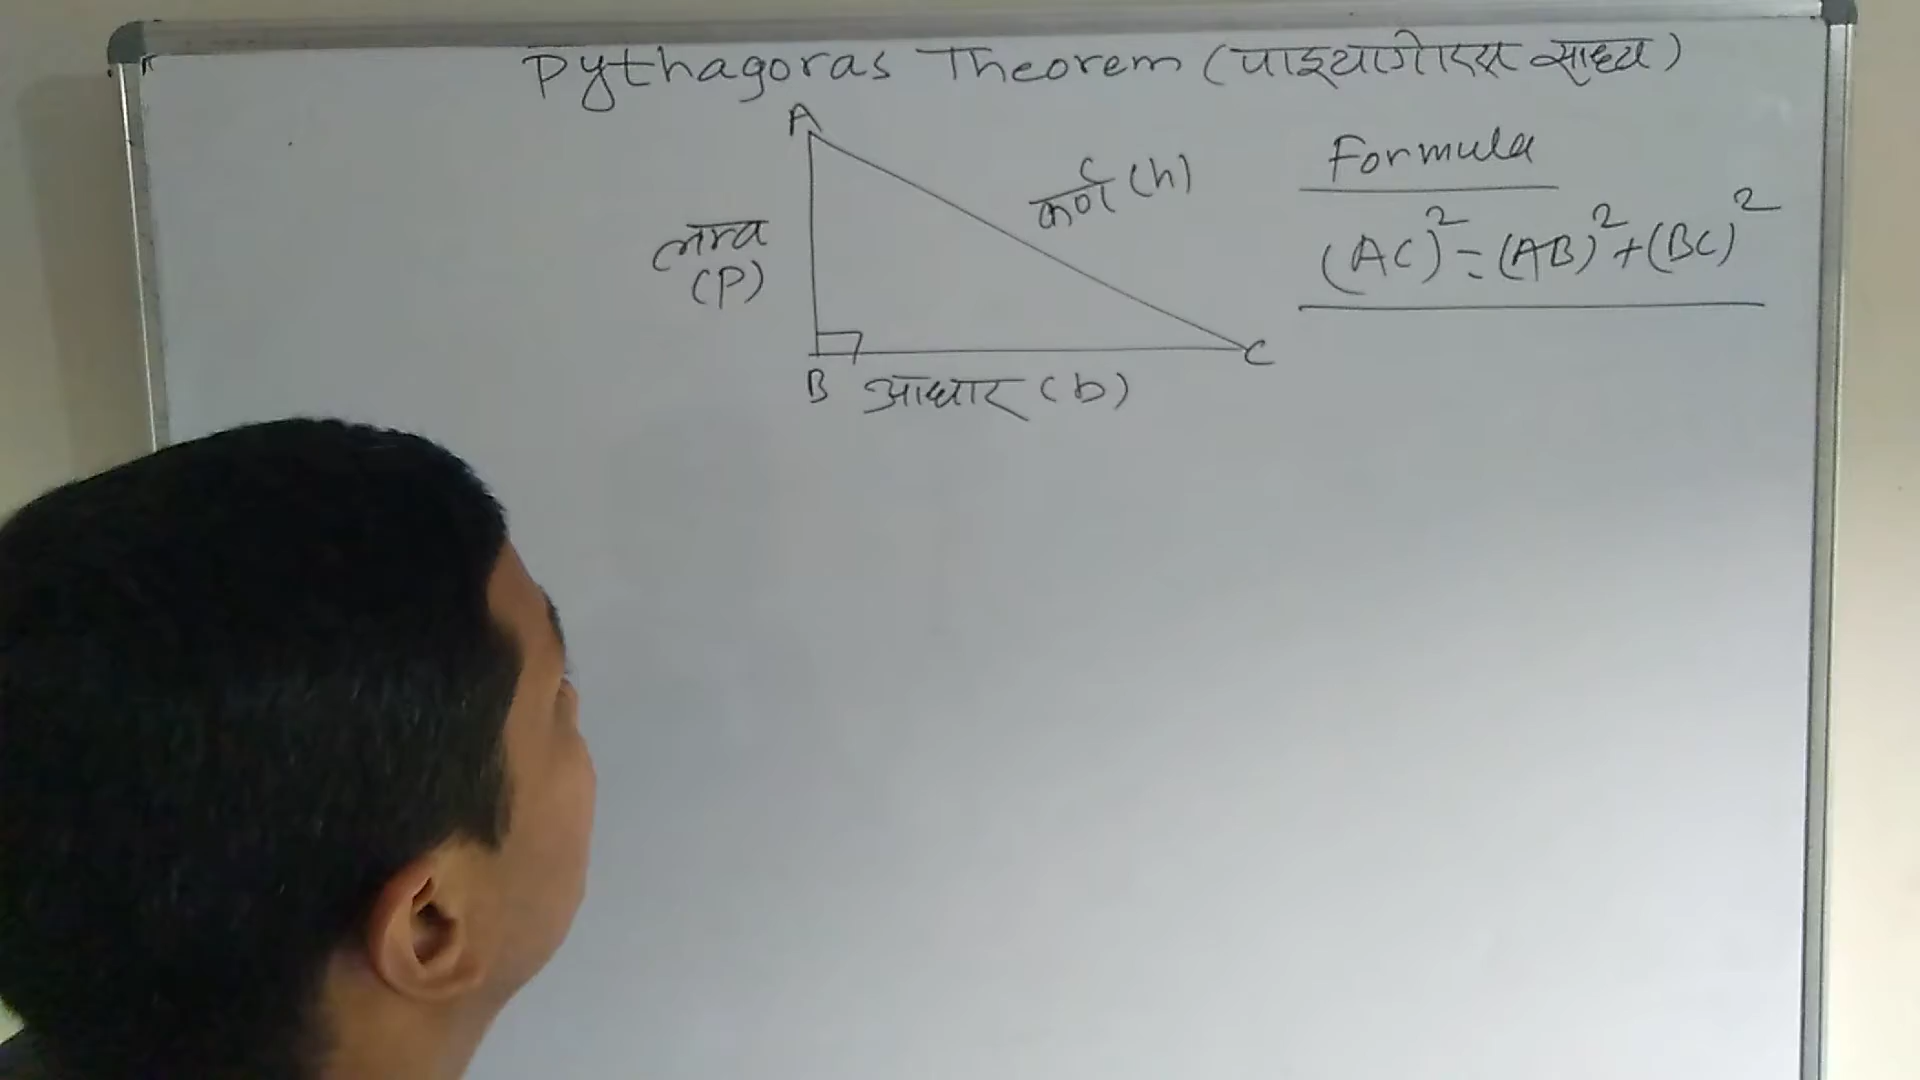 Pythagoras Theorem (पाइथागोरस साध्य)
A
कर्ण (h)
Formula
लम्ब
(P)
(AC)² = (AB)² + (BC)²
C
B आधार (b)